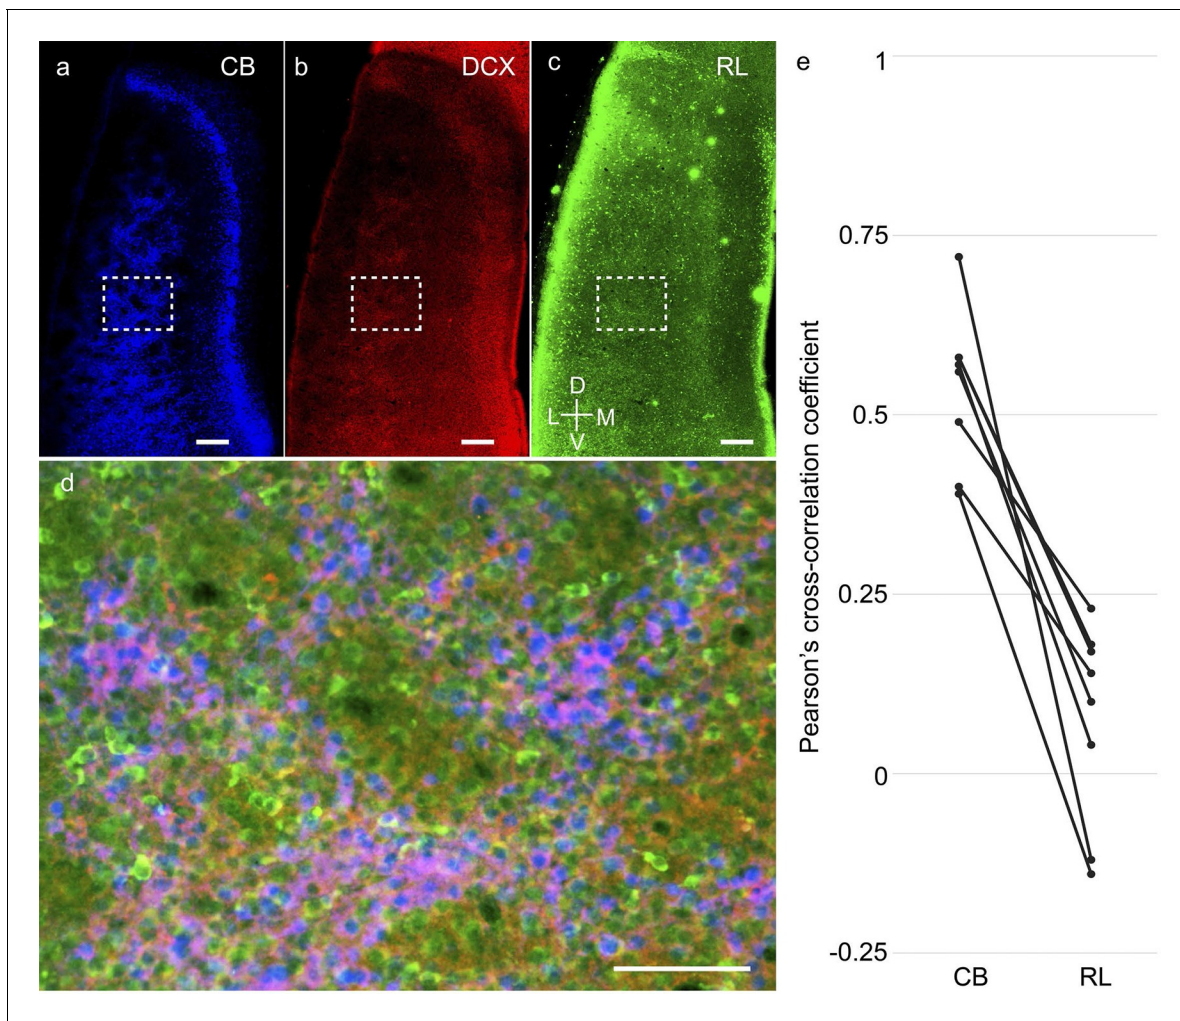 a CB
b DCX
c RL
D
L M
V
d
e
1
0.75
0.5
0.25
0
-0.25
Pearson’s cross-correlation coefficient
CB RL